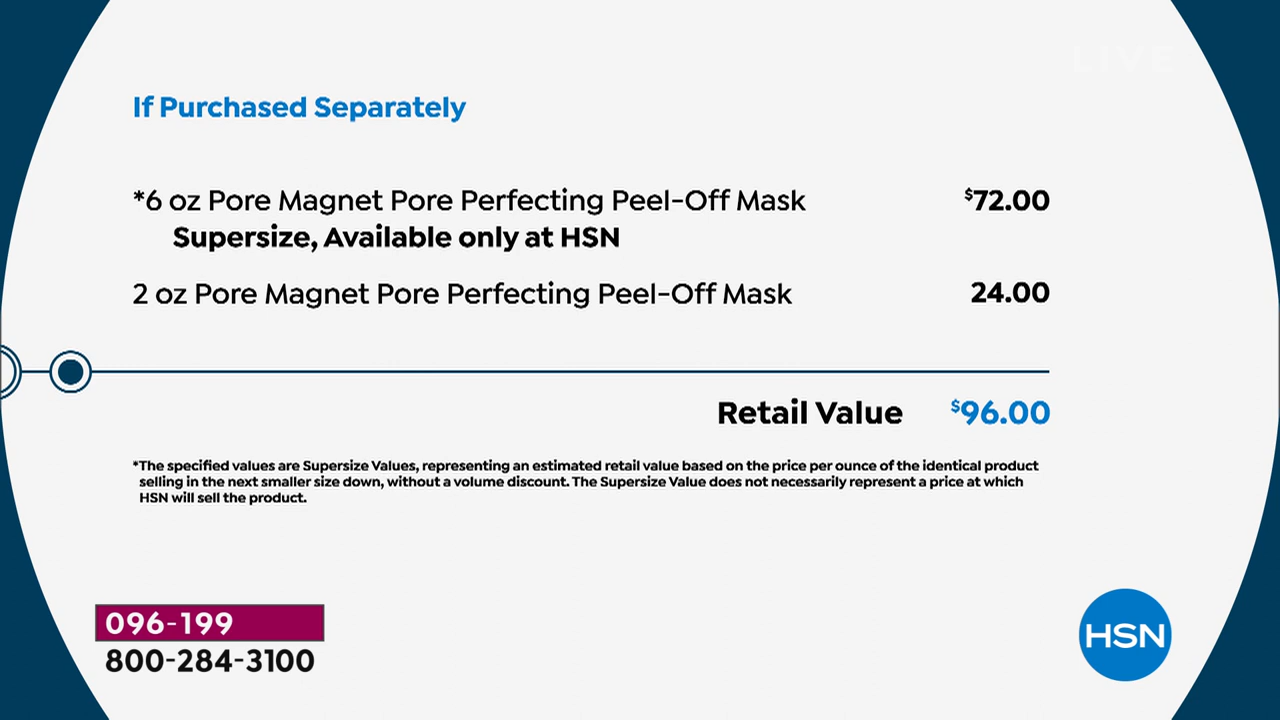 LIVE
If Purchased Separately
*6 oz Pore Magnet Pore Perfecting Peel-Off Mask $72.00
Supersize, Available only at HSN
2 oz Pore Magnet Pore Perfecting Peel-Off Mask 24.00
Retail Value $96.00
*The specified values are Supersize Values, representing an estimated retail value based on the price per ounce of the identical product
selling in the next smaller size down, without a volume discount. The Supersize Value does not necessarily represent a price at which
HSN will sell the product.
096-199
800-284-3100
HSN